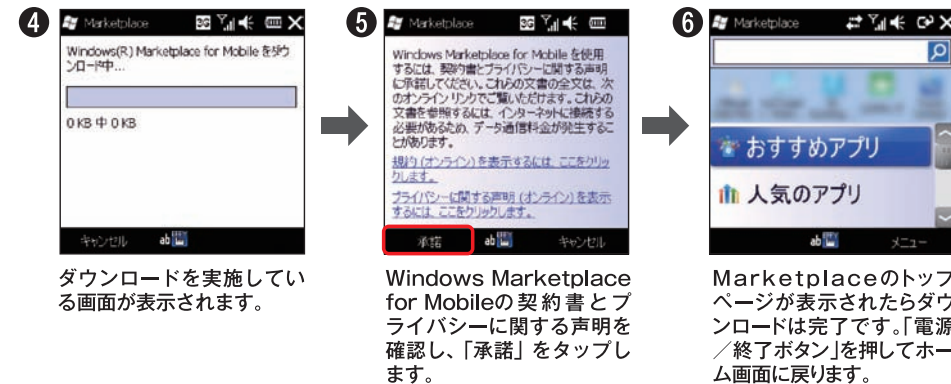 4
Marketplace
3G
Windows(R) Marketplace for Mobile をダウ
ンロード中...
0 KB 中 0 KB
キャンセル
ab
ダウンロードを実施してい
る画面が表示されます。
5
Marketplace
3G
Windows Marketplace for Mobile を使用
するには、契約書とプライバシーに関する声明
に承諾してください。これらの文書の全文は、次
のオンライン リンクでご覧いただけます。これらの
文書を参照するには、インターネットに接続する
必要があるため、データ通信料金が発生するこ
とがあります。
規約 (オンライン) を表示するには、ここをクリッ
クします。
プライバシーに関する声明 (オンライン) を表示
するには、ここをクリックします。
承諾
ab
キャンセル
Windows Marketplace
for Mobileの契約書とプ
ライバシーに関する声明を
確認し、「承諾」をタップし
ます。
6
Marketplace
おすすめアプリ
人気のアプリ
ab
メニュー
Marketplaceのトップ
ページが表示されたらダウ
ンロードは完了です。「電源
／終了ボタン」を押してホー
ム画面に戻ります。